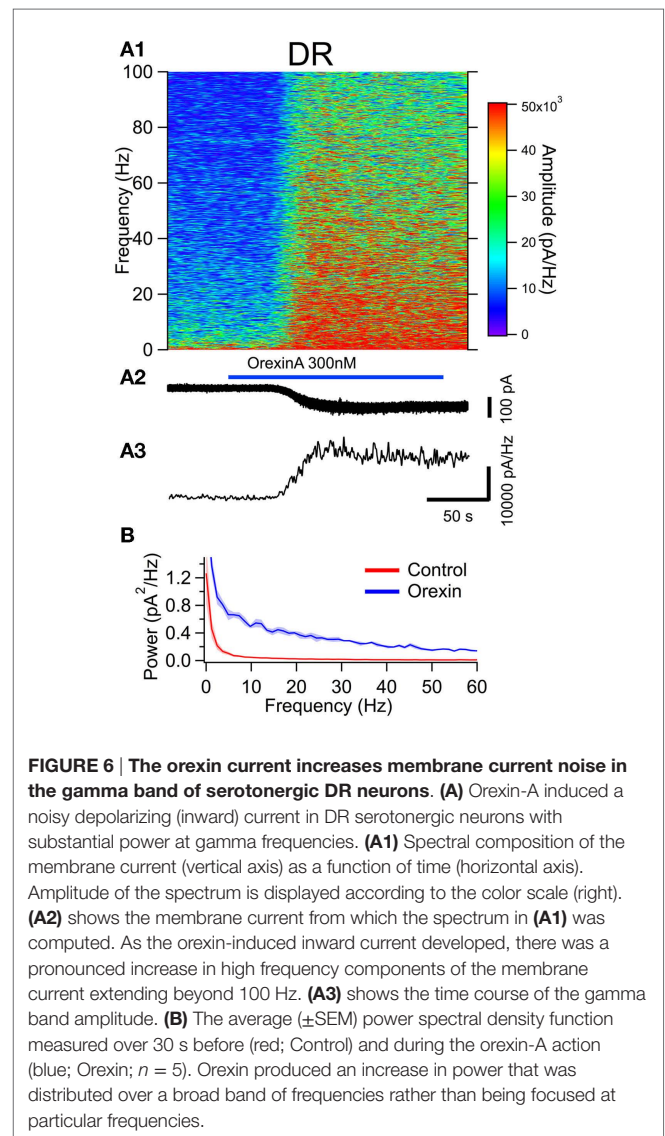 A1
DR
100
80
60
40
20
0
Frequency (Hz)
50x10³
40
30
20
10
0
Amplitude (pA/Hz)
OrexinA 300nM
A2
100 pA
A3
10000 pA/Hz
50 s
B
1.2
0.8
0.4
0.0
Power (pA²/Hz)
Control
Orexin
0 10 20 30 40 50 60
Frequency (Hz)
FIGURE 6 | The orexin current increases membrane current noise in
the gamma band of serotonergic DR neurons. (A) Orexin-A induced a
noisy depolarizing (inward) current in DR serotonergic neurons with
substantial power at gamma frequencies. (A1) Spectral composition of the
membrane current (vertical axis) as a function of time (horizontal axis).
Amplitude of the spectrum is displayed according to the color scale (right).
(A2) shows the membrane current from which the spectrum in (A1) was
computed. As the orexin-induced inward current developed, there was a
pronounced increase in high frequency components of the membrane
current extending beyond 100 Hz. (A3) shows the time course of the gamma
band amplitude. (B) The average (±SEM) power spectral density function
measured over 30 s before (red; Control) and during the orexin-A action
(blue; Orexin; n = 5). Orexin produced an increase in power that was
distributed over a broad band of frequencies rather than being focused at
particular frequencies.